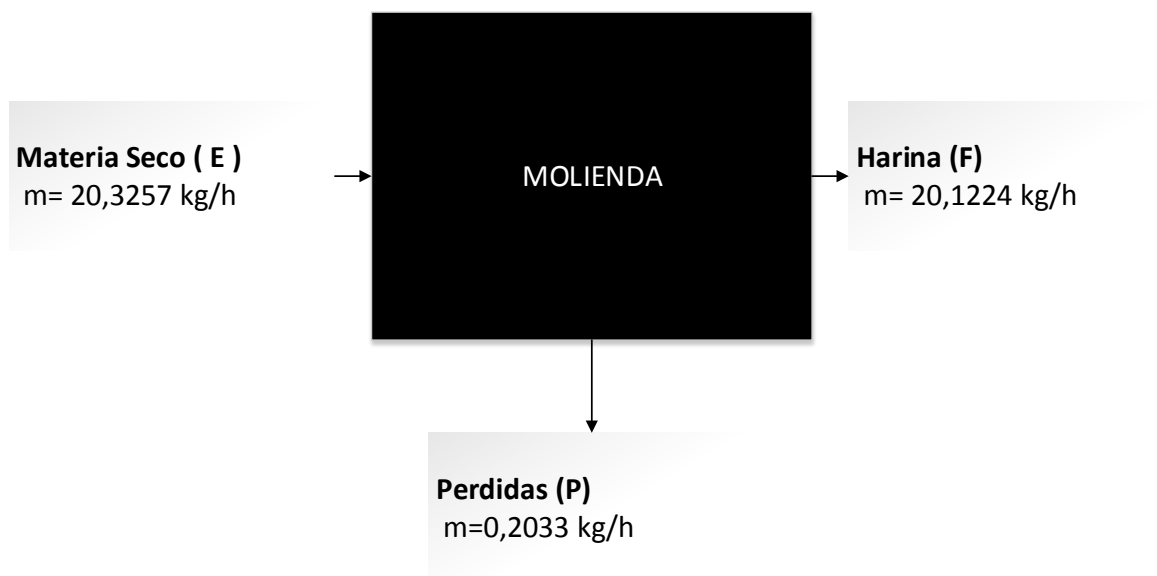 Materia Seco ( E )
m= 20,3257 kg/h
MOLIENDA
Harina (F)
m= 20,1224 kg/h
Perdidas (P)
m=0,2033 kg/h